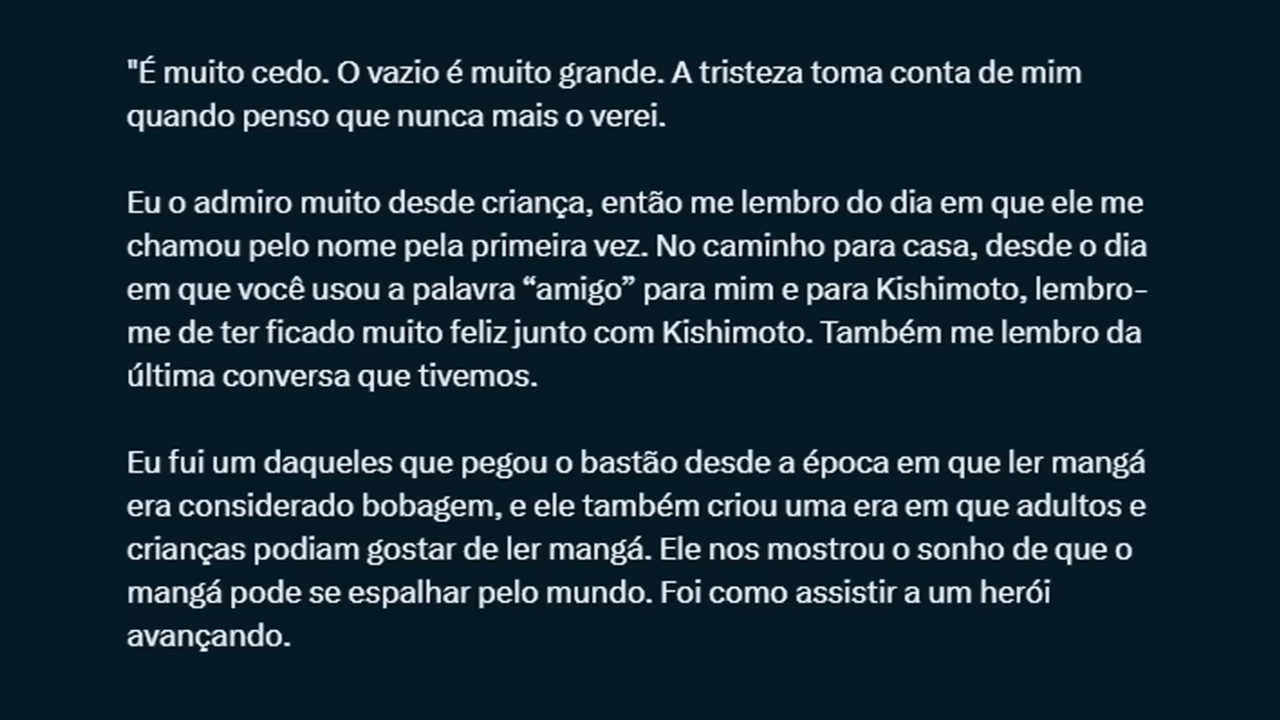 "É muito cedo. O vazio é muito grande. A tristeza toma conta de mim
quando penso que nunca mais o verei.
Eu o admiro muito desde criança, então me lembro do dia em que ele me
chamou pelo nome pela primeira vez. No caminho para casa, desde o dia
em que você usou a palavra “amigo” para mim e para Kishimoto, lembro-
me de ter ficado muito feliz junto com Kishimoto. Também me lembro da
última conversa que tivemos.
Eu fui um daqueles que pegou o bastão desde a época em que ler mangá
era considerado bobagem, e ele também criou uma era em que adultos e
crianças podiam gostar de ler mangá. Ele nos mostrou o sonho de que o
mangá pode se espalhar pelo mundo. Foi como assistir a um herói
avançando.